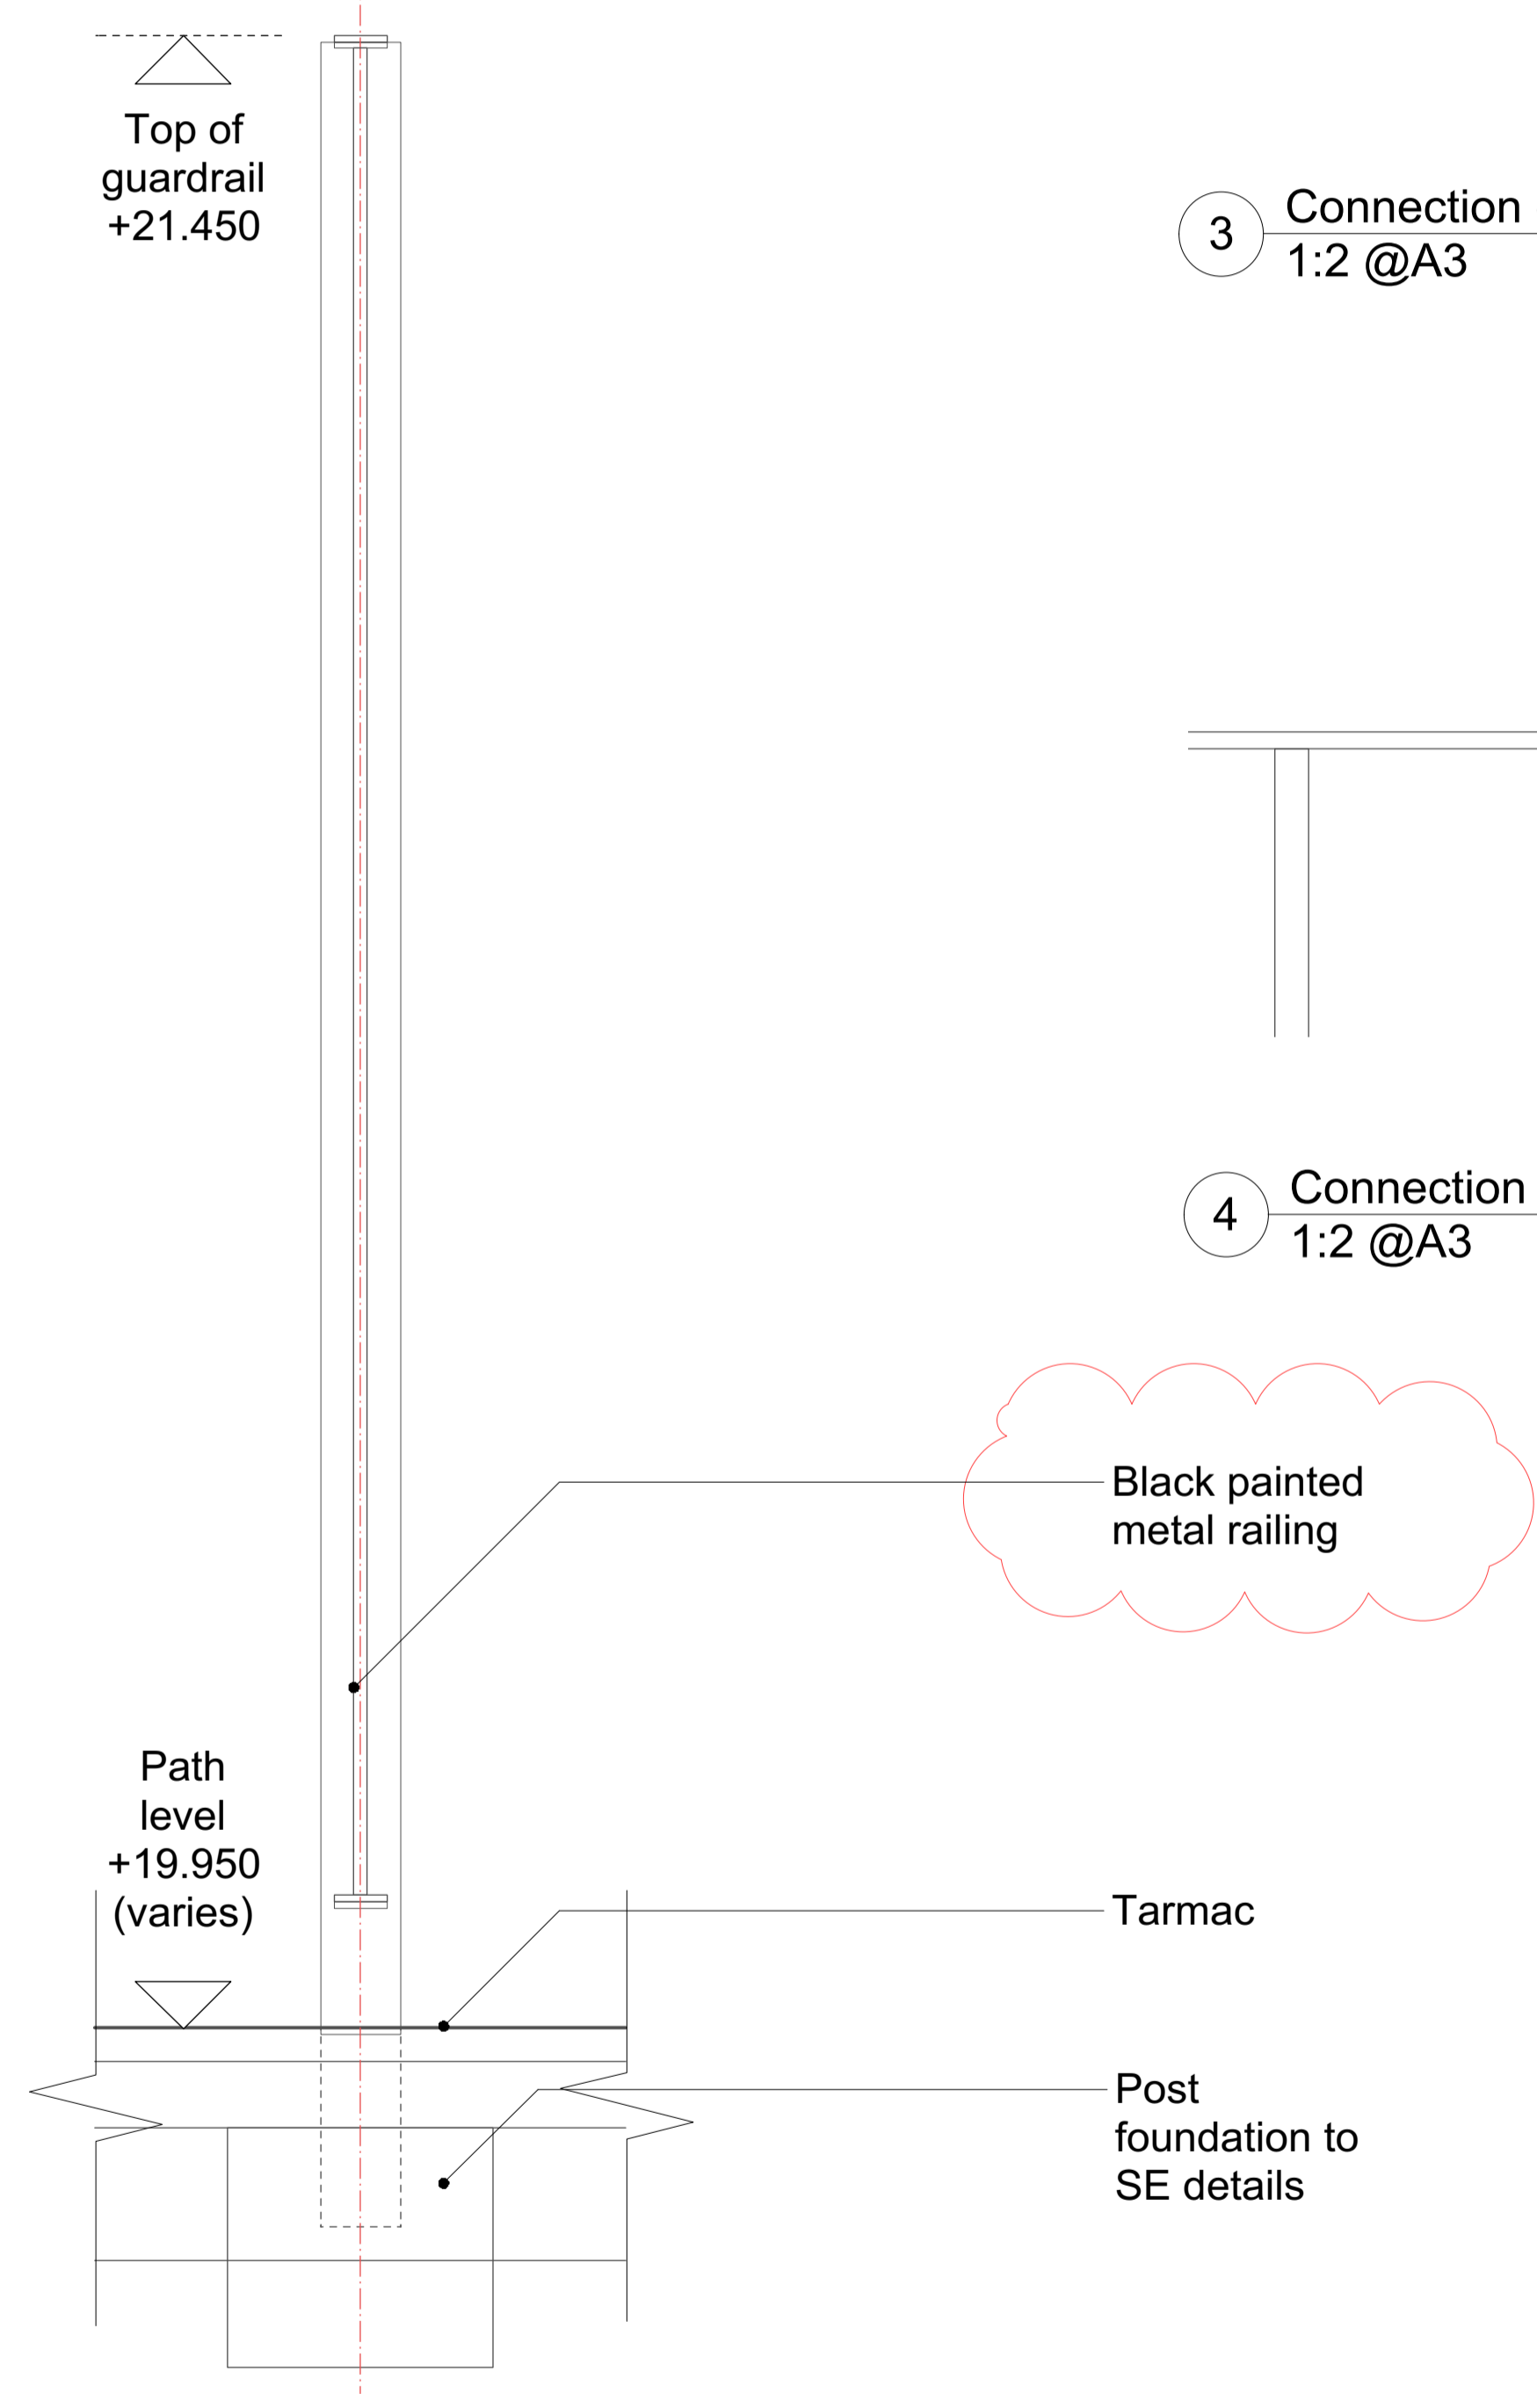 Top of
guardrail
+21.450
3
Connection
1:2 @A3
4
Connection
1:2 @A3
Black painted
metal railing
Path
level
+19.950
(varies)
Tarmac
Post
foundation to
SE details